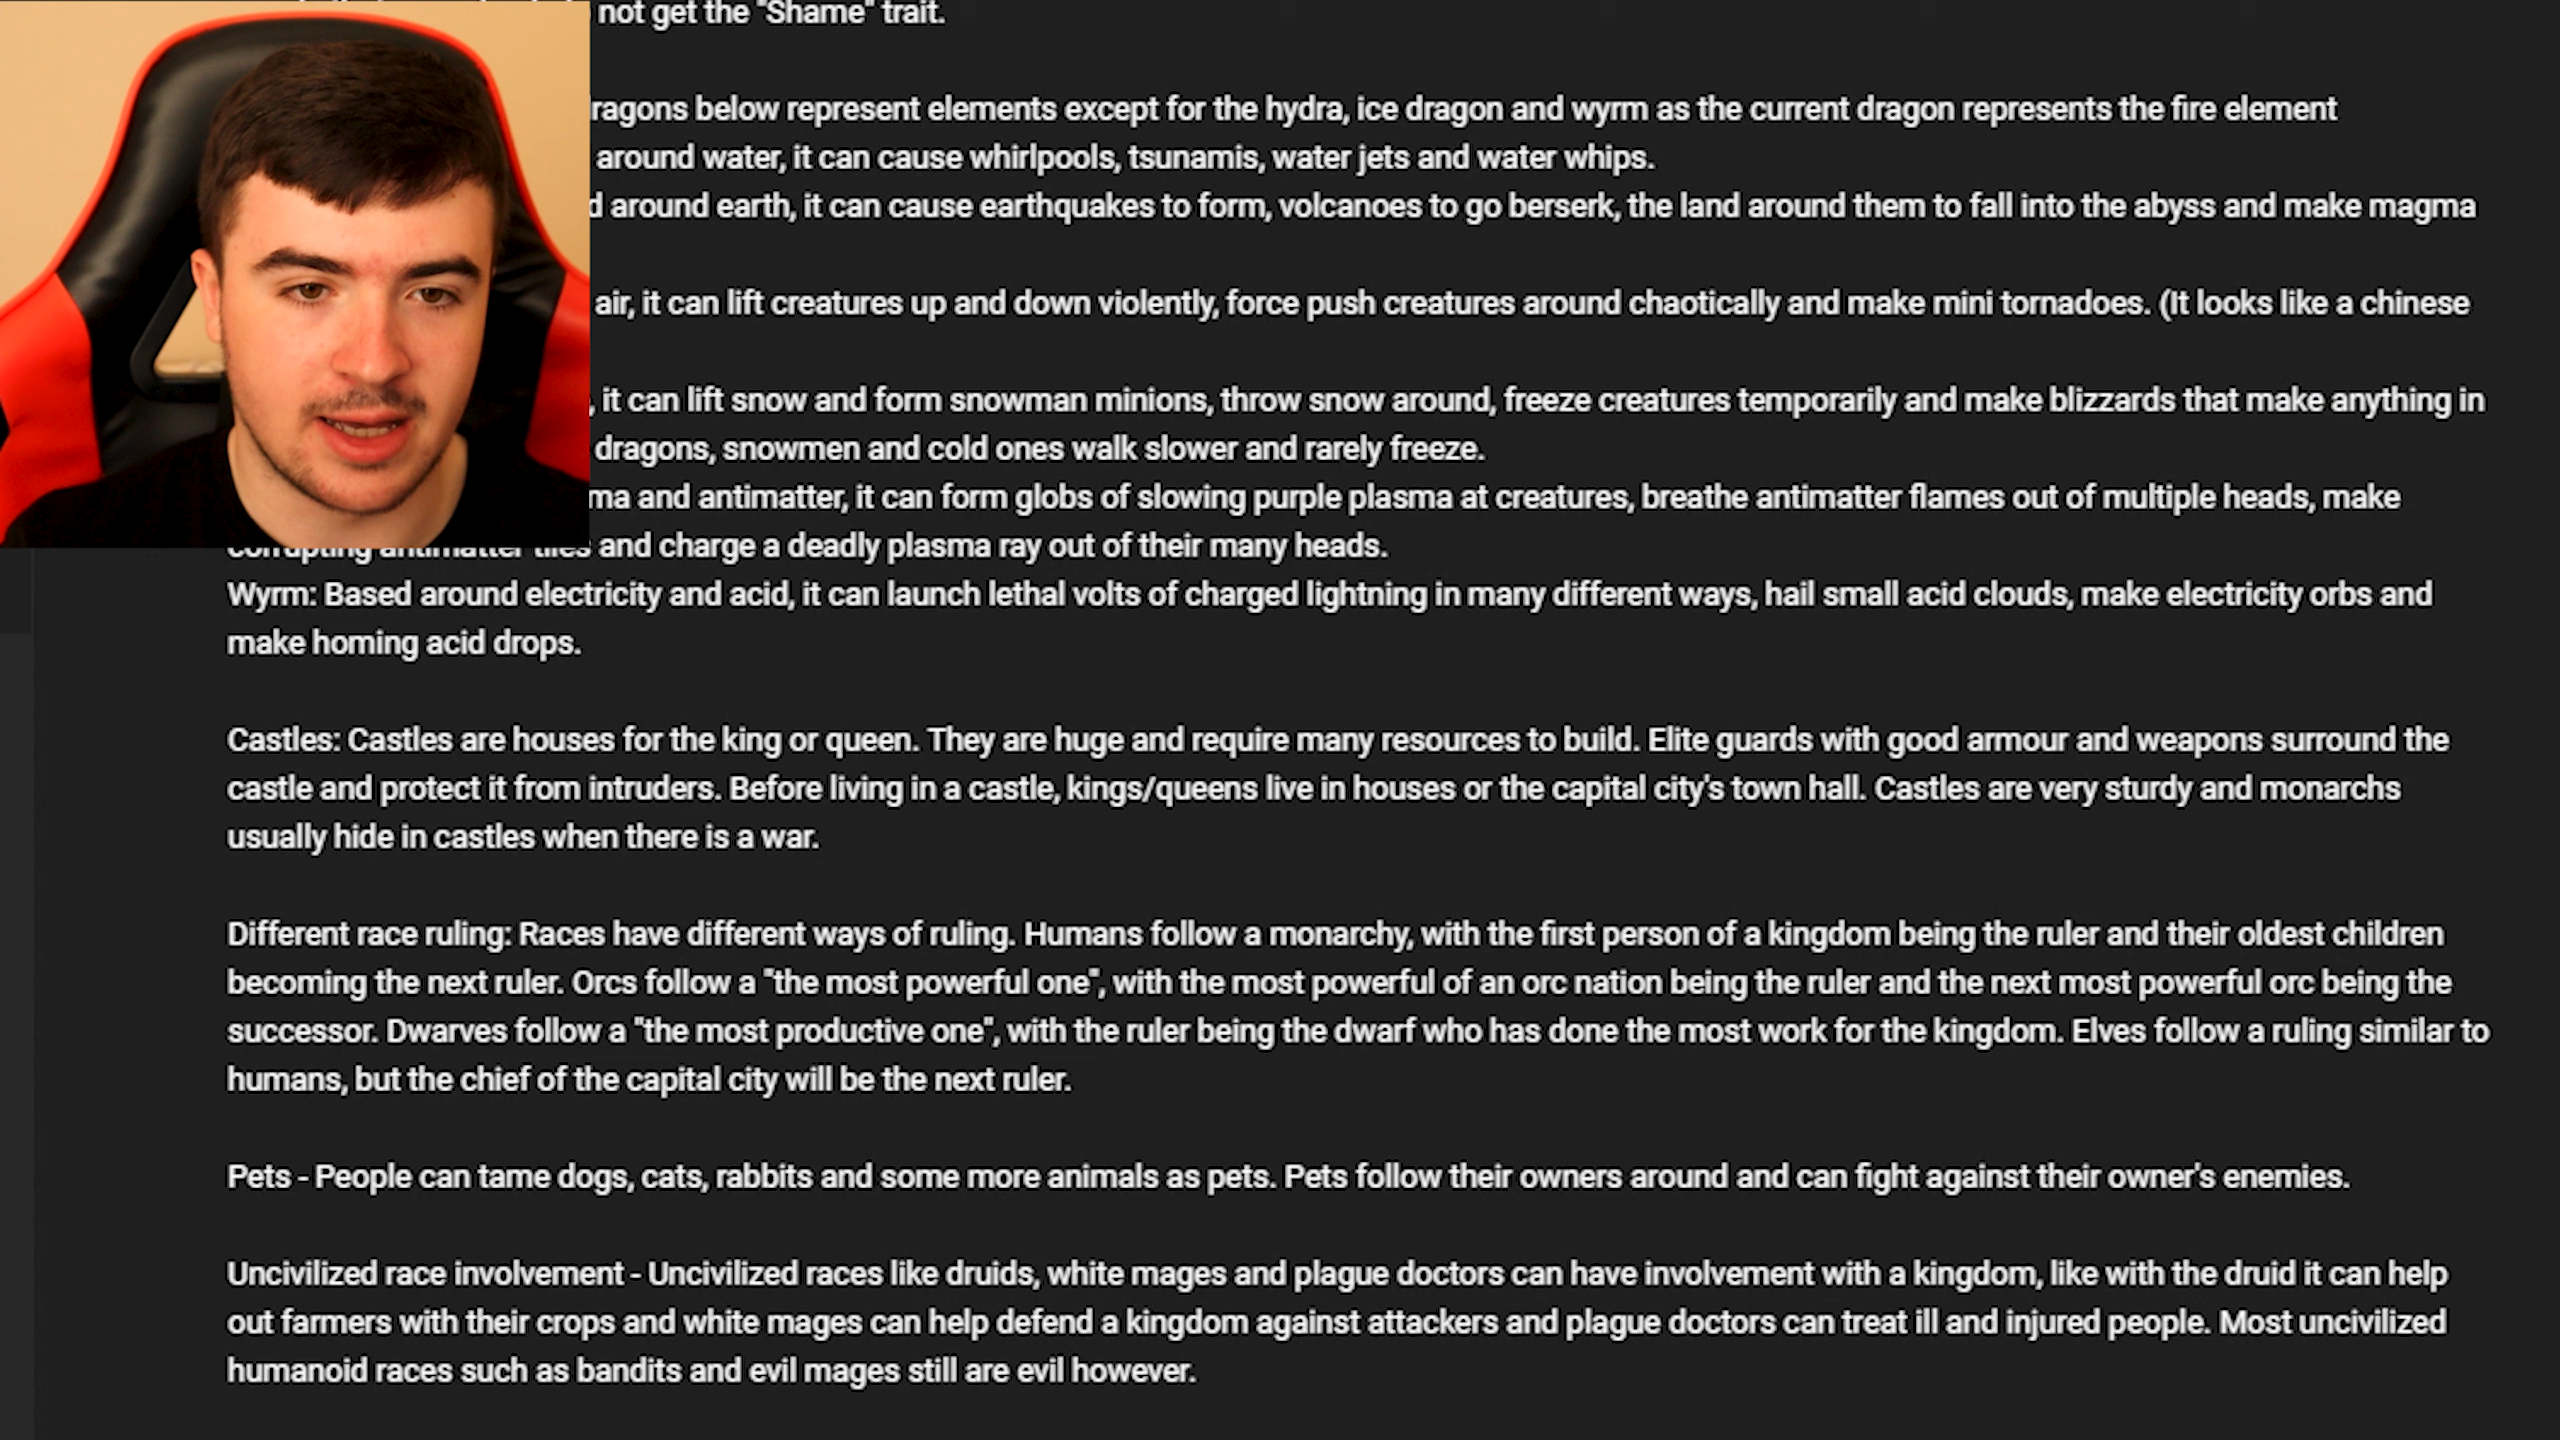 not get the "Shame" trait.
dragons below represent elements except for the hydra, ice dragon and wyrm as the current dragon represents the fire element
around water, it can cause whirlpools, tsunamis, water jets and water whips.
around earth, it can cause earthquakes to form, volcanoes to go berserk, the land around them to fall into the abyss and make magma
air, it can lift creatures up and down violently, force push creatures around chaotically and make mini tornadoes. (It looks like a chinese
, it can lift snow and form snowman minions, throw snow around, freeze creatures temporarily and make blizzards that make anything in
dragons, snowmen and cold ones walk slower and rarely freeze.
and antimatter, it can form globs of slowing purple plasma at creatures, breathe antimatter flames out of multiple heads, make
corrupting antimatter tiles and charge a deadly plasma ray out of their many heads.
Wyrm: Based around electricity and acid, it can launch lethal volts of charged lightning in many different ways, hail small acid clouds, make electricity orbs and
make homing acid drops.
Castles: Castles are houses for the king or queen. They are huge and require many resources to build. Elite guards with good armour and weapons surround the
castle and protect it from intruders. Before living in a castle, kings/queens live in houses or the capital city's town hall. Castles are very sturdy and monarchs
usually hide in castles when there is a war.
Different race ruling: Races have different ways of ruling. Humans follow a monarchy, with the first person of a kingdom being the ruler and their oldest children
becoming the next ruler. Orcs follow a "the most powerful one", with the most powerful of an orc nation being the ruler and the next most powerful orc being the
successor. Dwarves follow a "the most productive one", with the ruler being the dwarf who has done the most work for the kingdom. Elves follow a ruling similar to
humans, but the chief of the capital city will be the next ruler.
Pets - People can tame dogs, cats, rabbits and some more animals as pets. Pets follow their owners around and can fight against their owner's enemies.
Uncivilized race involvement - Uncivilized races like druids, white mages and plague doctors can have involvement with a kingdom, like with the druid it can help
out farmers with their crops and white mages can help defend a kingdom against attackers and plague doctors can treat ill and injured people. Most uncivilized
humanoid races such as bandits and evil mages still are evil however.